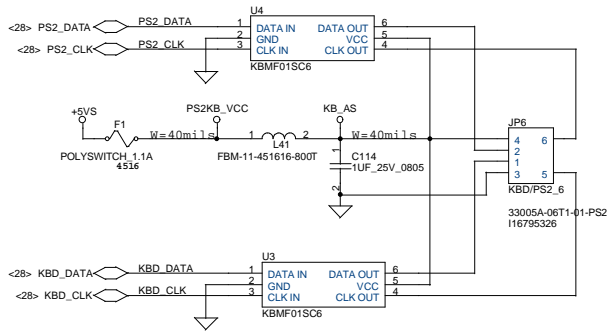 U4
<28> PS2_DATA PS2_DATA 1 DATA IN DATA OUT 6
2 GND VCC 5
<28> PS2_CLK PS2_CLK 3 CLK IN CLK OUT 4
KBMF01SC6
+5VS PS2KB_VCC KB_AS
F1 W=40mils 1 2 W=40mils
L41
POLYSWITCH_1.1A FBM-11-451616-800T
4516
1 C114
1UF_25V_0805
2
JP6
4 6
2
1
3 5
KBD/PS2_6
33005A-06T1-01-PS2
I16795326
U3
<28> KBD_DATA KBD_DATA 1 DATA IN DATA OUT 6
2 GND VCC 5
<28> KBD_CLK KBD_CLK 3 CLK IN CLK OUT 4
KBMF01SC6